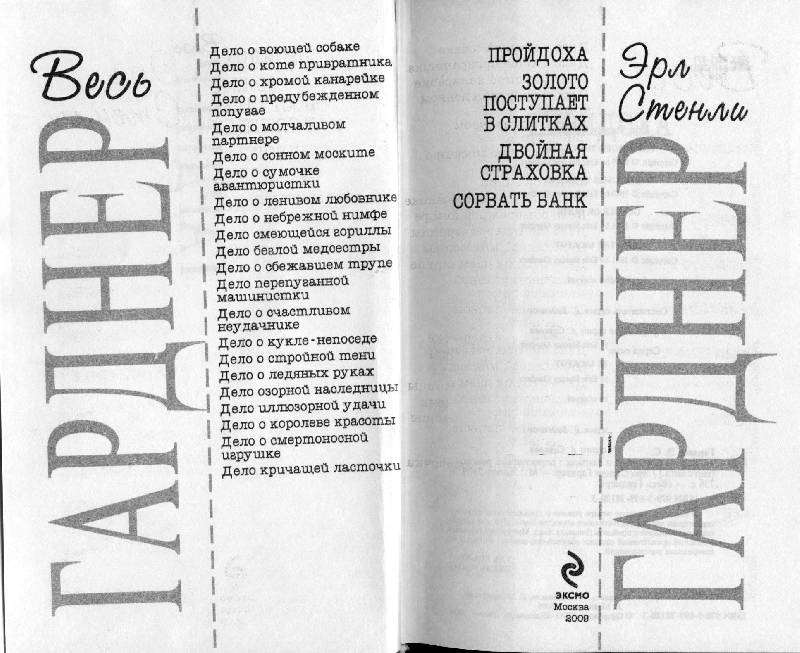 Весь
ГАРДНЕР
Дело о воющей собаке
Дело о коте привратника
Дело о хромой канарейке
Дело о предубежденном
попугае
Дело о молчаливом
партнере
Дело о сонном моските
Дело о сумочке
авантюристки
Дело о ленивом любовнике
Дело о небрежной нимфе
Дело смеющейся гориллы
Дело беглой медсестры
Дело о сбежавшем трупе
Дело перепуганной
машинистки
Дело о счастливом
неудачнике
Дело о кукле-непоседе
Дело о стройной тени
Дело о ледяных руках
Дело озорной наследницы
Дело иллюзорной удачи
Дело о королеве красоты
Дело о смертоносной
игрушке
Дело кричащей ласточки
ПРОЙДОХА
ЗОЛОТО
ПОСТУПАЕТ
В СЛИТКАХ
ДВОЙНАЯ
СТРАХОВКА
СОРВАТЬ БАНК
Эрл
Стенли
ГАРДНЕР
ЭКСМО
Москва
2009